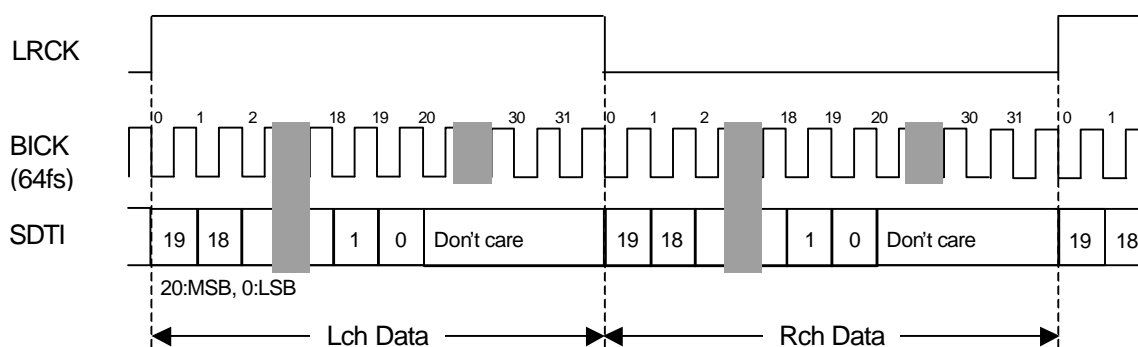 LRCK
0 1 2 18 19 20 30 31 0 1 2 18 19 20 30 31 0 1
BICK
(64fs)
SDTI 19 18 1 0 Don't care 19 18 1 0 Don't care 19 18
20:MSB, 0:LSB
Lch Data Rch Data